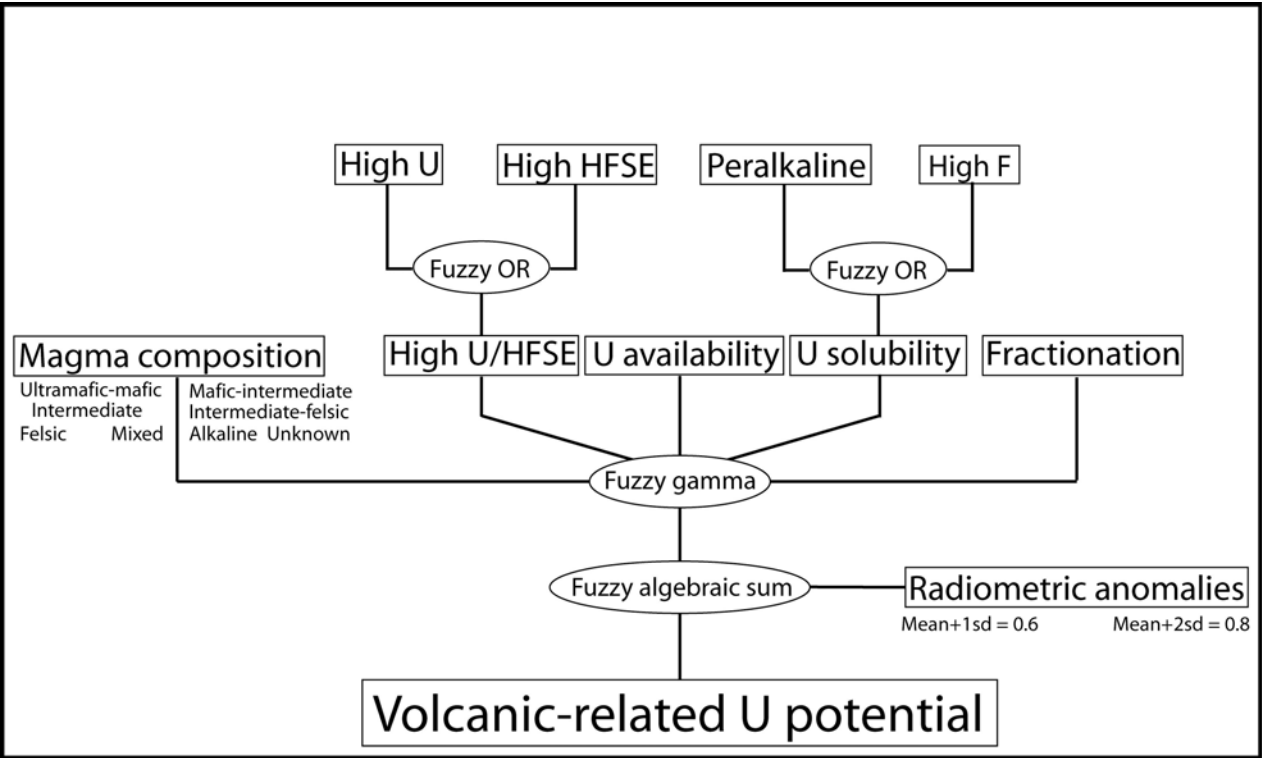 High U
High HFSE
Peralkaline
High F
Fuzzy OR
Fuzzy OR
Magma composition
High U/HFSE
U availability
U solubility
Fractionation
Ultramafic-mafic
Mafic-intermediate
Intermediate
Intermediate-felsic
Felsic
Mixed
Alkaline
Unknown
Fuzzy gamma
Fuzzy algebraic sum
Radiometric anomalies
Mean+1sd = 0.6
Mean+2sd = 0.8
Volcanic-related U potential